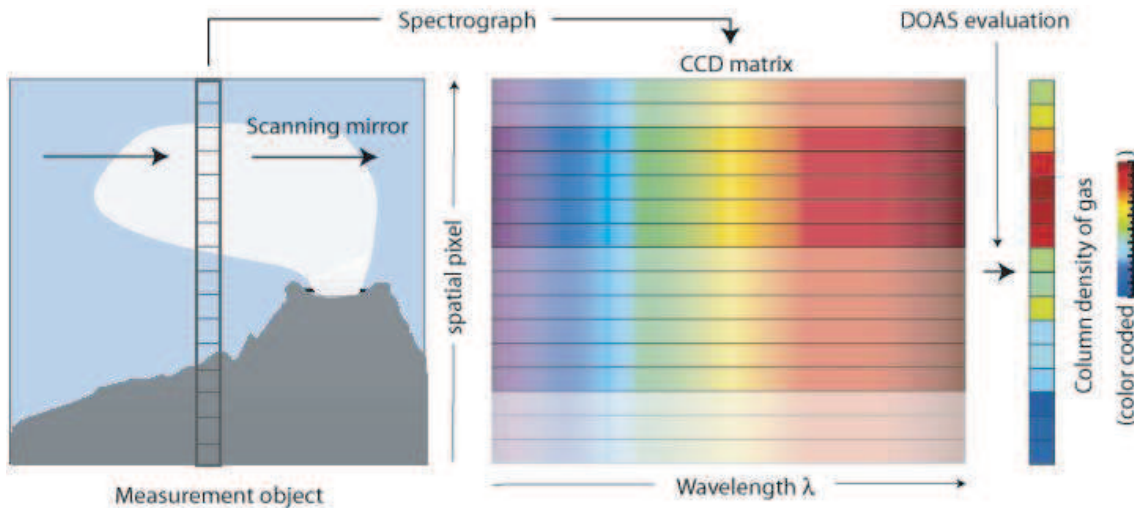 Spectrograph
DOAS evaluation
CCD matrix
Scanning mirror
spatial pixel
Column density of gas
(color coded )
Measurement object
Wavelength λ